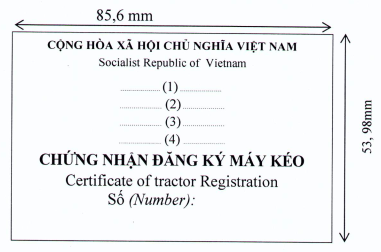 85,6 mm
CỘNG HÒA XÃ HỘI CHỦ NGHĨA VIỆT NAM
Socialist Republic of Vietnam
............(1)............
............(2)............
............(3)............
............(4)............
CHỨNG NHẬN ĐĂNG KÝ MÁY KÉO
Certificate of tractor Registration
Số (Number):
53, 98mm